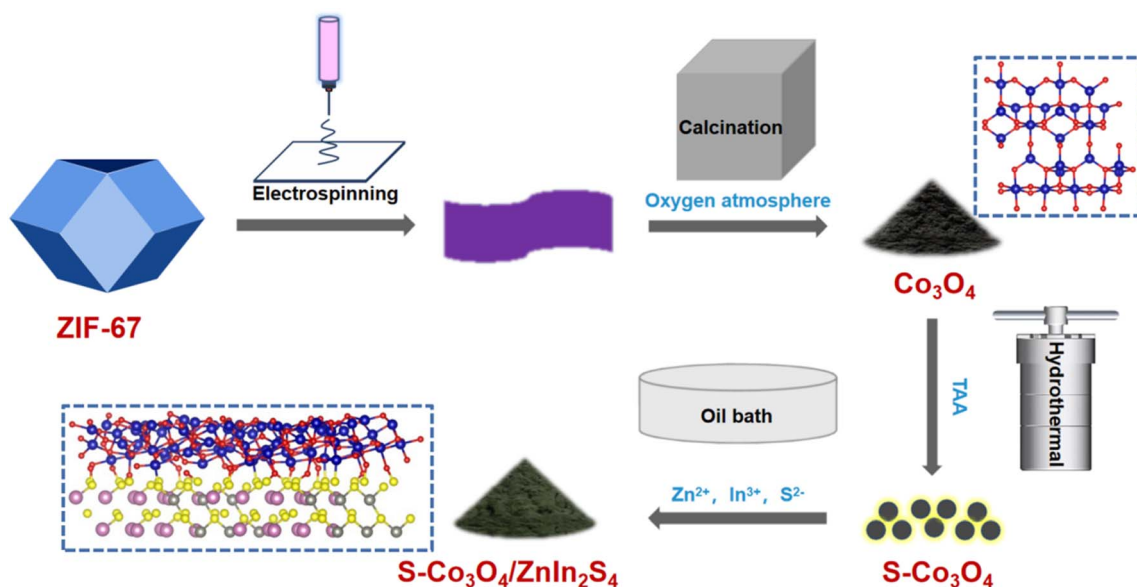 Electrospinning
ZIF-67
Calcination
Oxygen atmosphere
Co₃O₄
TAA
Hydrothermal
Oil bath
Zn²⁺, In³⁺, S²⁻
S-Co₃O₄
S-Co₃O₄/ZnIn₂S₄